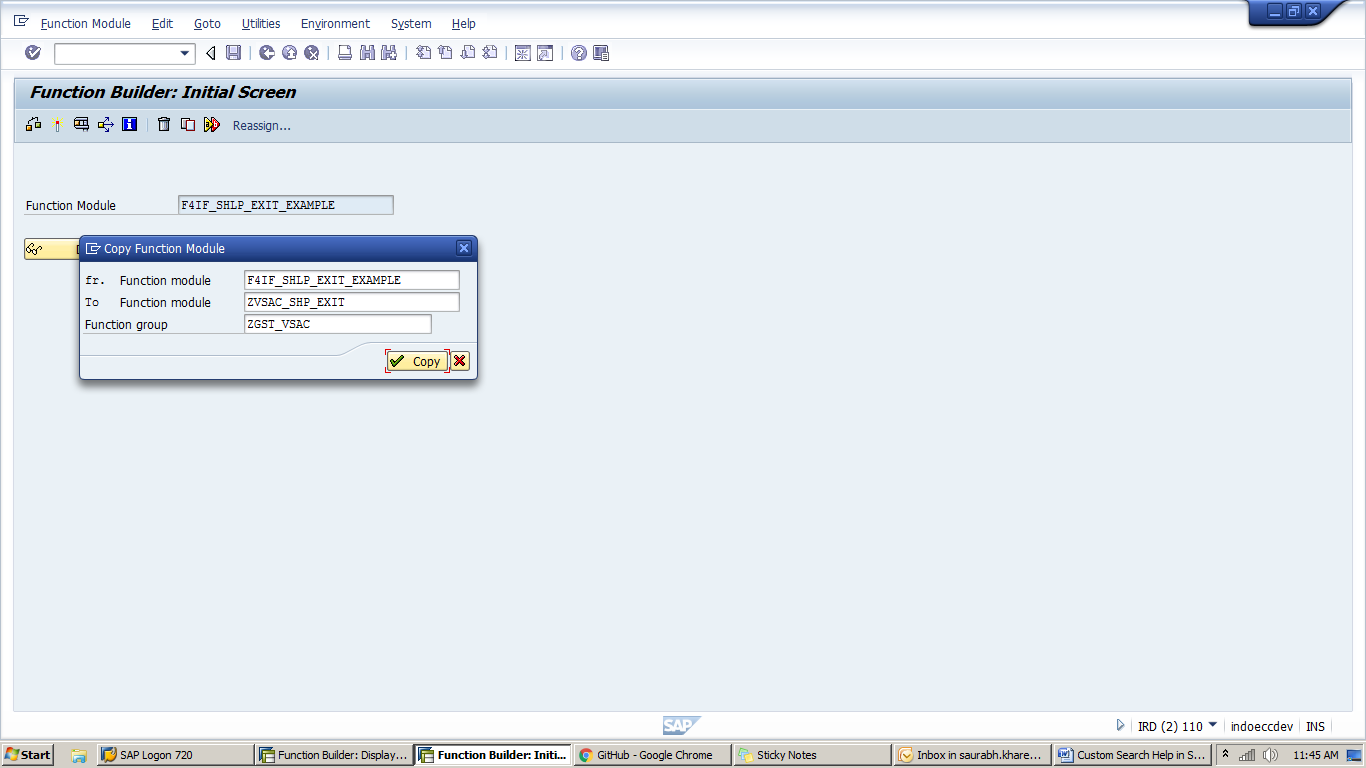 Function Module Edit Goto Utilities Environment System Help
Function Builder: Initial Screen
Reassign...
Function Module F4IF_SHLP_EXIT_EXAMPLE
Copy Function Module
fr. Function module F4IF_SHLP_EXIT_EXAMPLE
To Function module ZVSAC_SHP_EXIT
Function group ZGST_VSAC
Copy
SAP
IRD (2) 110 indoeccdev INS
Start SAP Logon 720 Function Builder: Display... Function Builder: Initi... GitHub - Google Chrome Sticky Notes Inbox in saurabh.khare... Custom Search Help in S... 11:45 AM